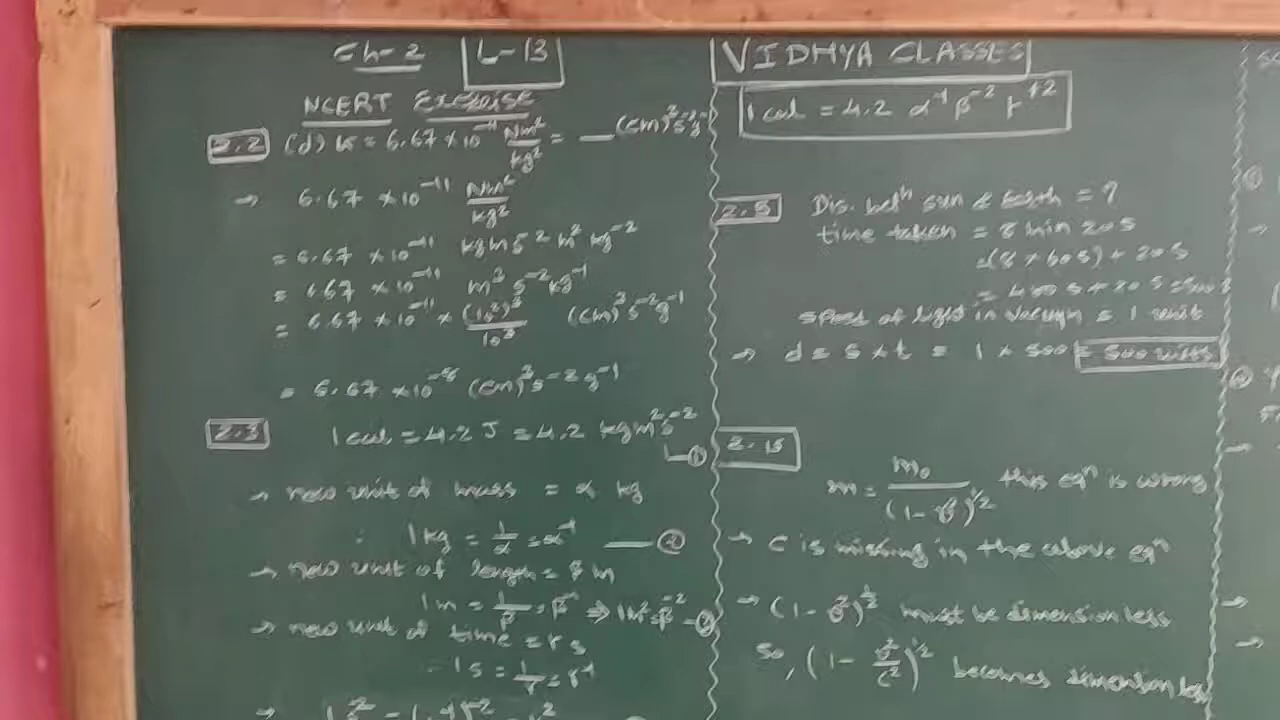 Ch-2 L-13
NCERT Exercise
2.2 (d) G = 6.67 × 10⁻¹¹ Nm²/kg² = __ (cm)³ s⁻² g⁻¹
→ 6.67 × 10⁻¹¹ Nm²/kg²
= 6.67 × 10⁻¹¹ kg m s⁻² m² kg⁻²
= 6.67 × 10⁻¹¹ m³ s⁻² kg⁻¹
= 6.67 × 10⁻¹¹ × (10²)³/10³ (cm)³ s⁻² g⁻¹
= 6.67 × 10⁻⁸ (cm)³ s⁻² g⁻¹
2.3 1 cal = 4.2 J = 4.2 kg m² s⁻²
①
→ new unit of mass = α kg
1 kg = 1/α = α⁻¹ — ②
→ new unit of length = β m
1 m = 1/β = β⁻¹ ⇒ 1 m² = β⁻²
→ new unit of time = γ s
1 s = 1/γ = γ⁻¹
VIDHYA CLASSES
1 cal = 4.2 α⁻¹ β⁻² γ⁺²
2.5 Dis. betⁿ sun & earth = ?
time taken = 8 min 20 s
= (8 × 60 s) + 20 s
= 480 s + 20 s = 500 s
speed of light in vacuum = 1 unit
→ d = s × t = 1 × 500 = 500 units
2.15
m = m₀/(1 - v²)^1/2 this eqⁿ is wrong
→ c is missing in the above eqⁿ
→ (1 - v²)^1/2 must be dimension less
so, (1 - v²/c²)^1/2 becomes dimension less